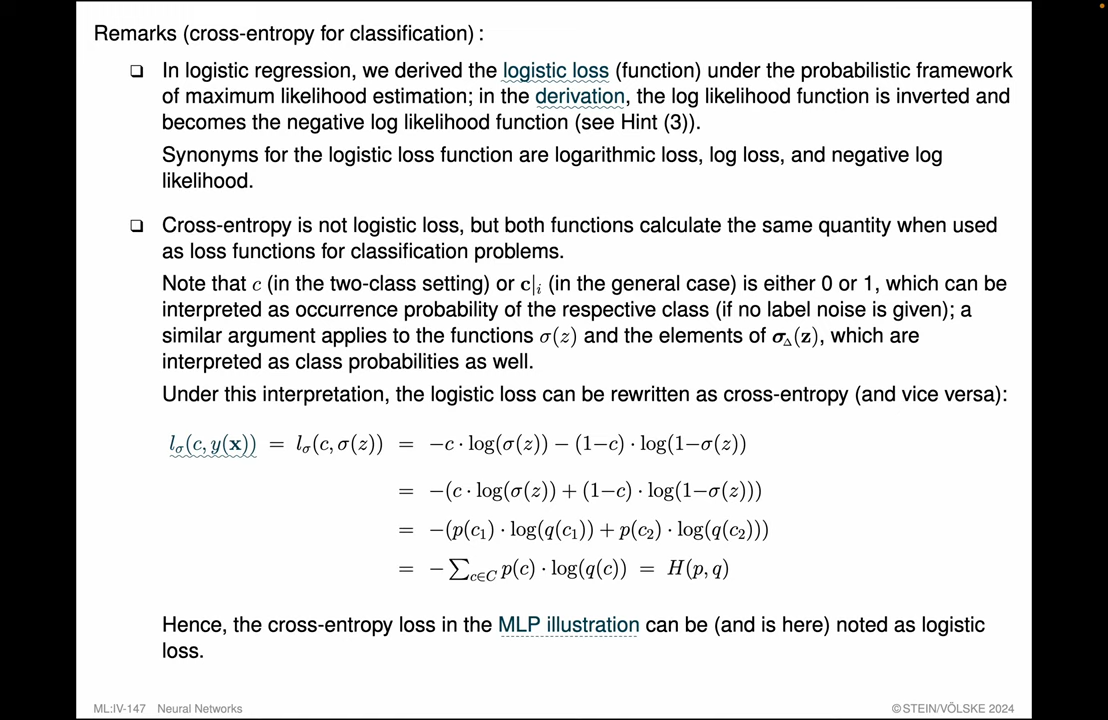 Remarks (cross-entropy for classification) :
❑ In logistic regression, we derived the logistic loss (function) under the probabilistic framework
of maximum likelihood estimation; in the derivation, the log likelihood function is inverted and
becomes the negative log likelihood function (see Hint (3)).
Synonyms for the logistic loss function are logarithmic loss, log loss, and negative log
likelihood.
❑ Cross-entropy is not logistic loss, but both functions calculate the same quantity when used
as loss functions for classification problems.
Note that c (in the two-class setting) or c|ᵢ (in the general case) is either 0 or 1, which can be
interpreted as occurrence probability of the respective class (if no label noise is given); a
similar argument applies to the functions σ(z) and the elements of σ_Δ(z), which are
interpreted as class probabilities as well.
Under this interpretation, the logistic loss can be rewritten as cross-entropy (and vice versa):
l_σ(c, y(x)) = l_σ(c, σ(z)) = −c · log(σ(z)) − (1−c) · log(1−σ(z))
= −(c · log(σ(z)) + (1−c) · log(1−σ(z)))
= −(p(c₁) · log(q(c₁)) + p(c₂) · log(q(c₂)))
= − ∑_{c∈C} p(c) · log(q(c)) = H(p, q)
Hence, the cross-entropy loss in the MLP illustration can be (and is here) noted as logistic
loss.
ML:IV-147 Neural Networks ©STEIN/VÖLSKE 2024